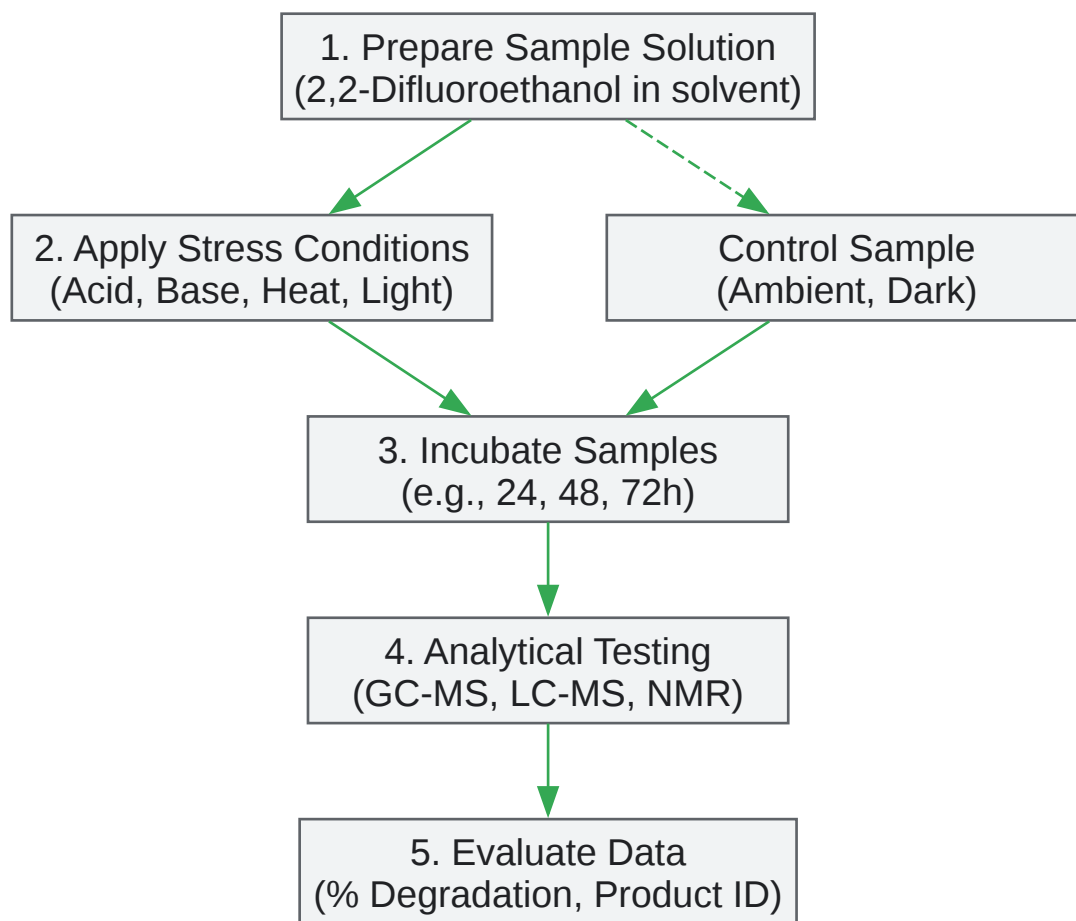 1. Prepare Sample Solution
(2,2-Difluoroethanol in solvent)
2. Apply Stress Conditions
(Acid, Base, Heat, Light)
Control Sample
(Ambient, Dark)
3. Incubate Samples
(e.g., 24, 48, 72h)
4. Analytical Testing
(GC-MS, LC-MS, NMR)
5. Evaluate Data
(% Degradation, Product ID)